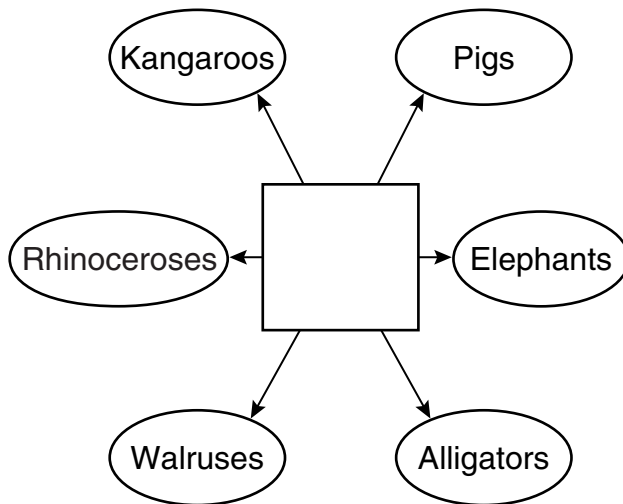 Kangaroos
Pigs
Rhinoceroses
Elephants
Walruses
Alligators